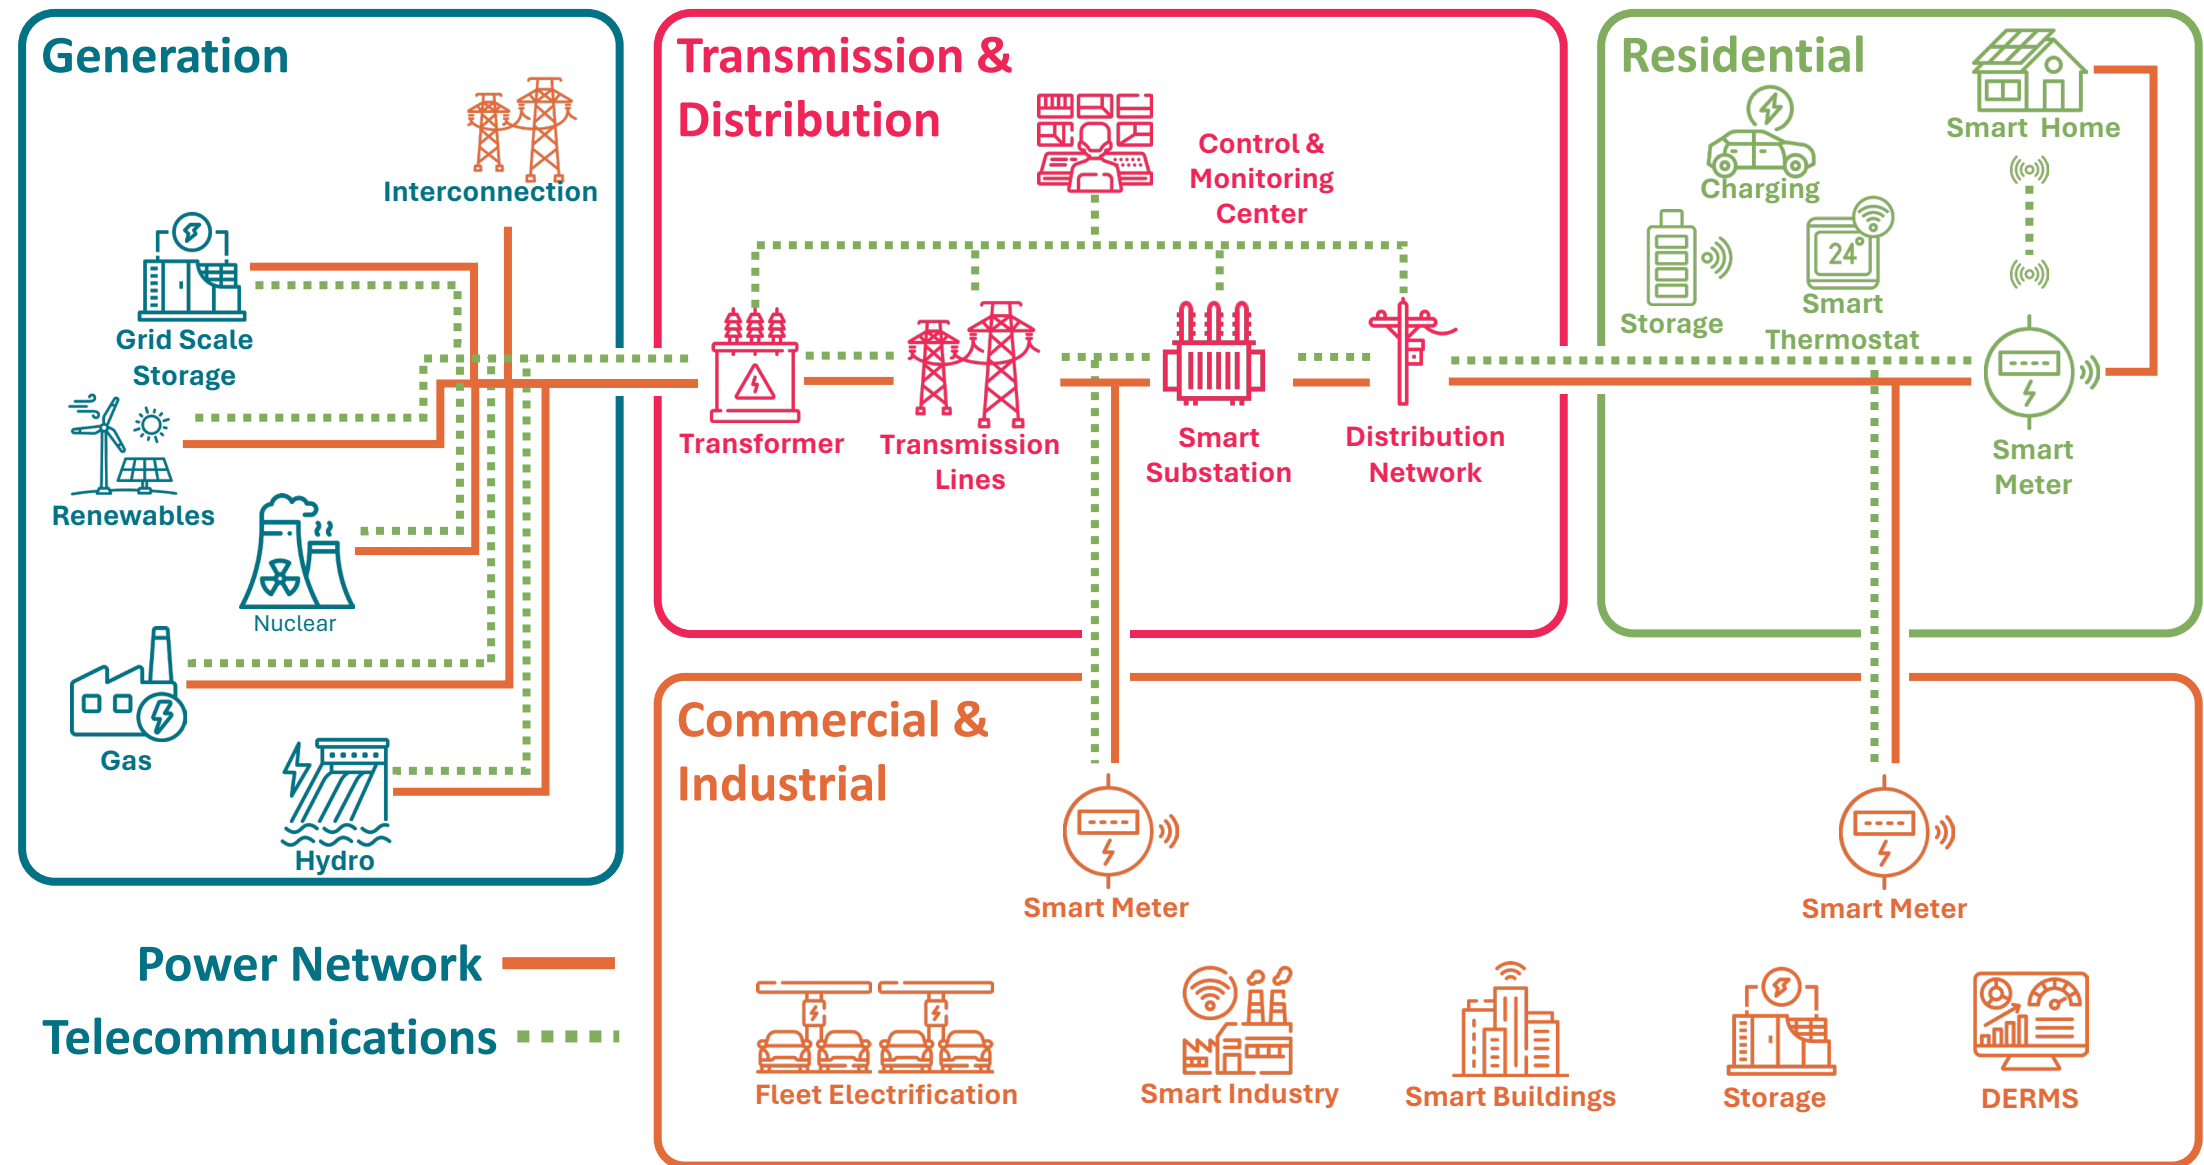 Generation
Interconnection
Grid Scale
Storage
Renewables
Nuclear
Gas
Hydro
Power Network
Telecommunications
Transmission &
Distribution
Control &
Monitoring
Center
Transformer
Transmission
Lines
Smart
Substation
Distribution
Network
Residential
Smart Home
Charging
Storage
24°
Smart
Thermostat
Smart
Meter
Commercial &
Industrial
Smart Meter
Smart Meter
Fleet Electrification
Smart Industry
Smart Buildings
Storage
DERMS